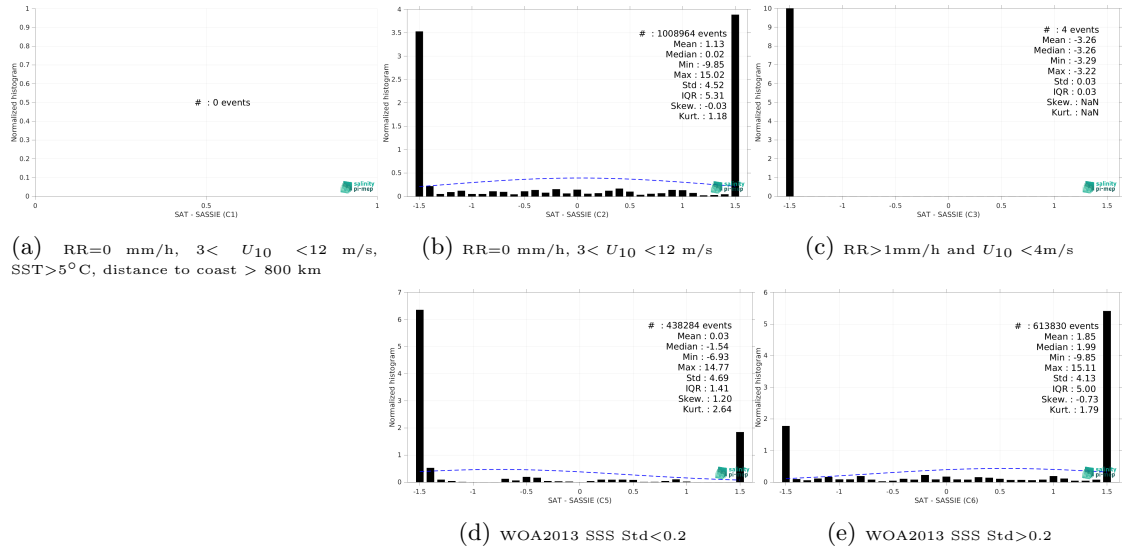 1
0.9
0.8
0.7
0.6
0.5
0.4
0.3
0.2
0.1
0
Normalized histogram
# : 0 events
salinity
pi-mep
0
0.5
1
SAT - SASSIE (C1)
4
3.5
3
2.5
2
1.5
1
0.5
0
Normalized histogram
# : 1008964 events
Mean : 1.13
Median : 0.02
Min : -9.85
Max : 15.02
Std : 4.52
IQR : 5.31
Skew. : -0.03
Kurt. : 1.18
salinity
pi-mep
-1.5
-1
-0.5
0
0.5
1
1.5
SAT - SASSIE (C2)
10
9
8
7
6
5
4
3
2
1
0
Normalized histogram
# : 4 events
Mean : -3.26
Median : -3.26
Min : -3.29
Max : -3.22
Std : 0.03
IQR : 0.03
Skew. : NaN
Kurt. : NaN
salinity
pi-mep
-1.5
-1
-0.5
0
0.5
1
1.5
SAT - SASSIE (C3)
(a) RR=0 mm/h, 3< U10 <12 m/s,
SST>5°C, distance to coast > 800 km
(b) RR=0 mm/h, 3< U10 <12 m/s
(c) RR>1mm/h and U10 <4m/s
7
6
5
4
3
2
1
0
Normalized histogram
# : 438284 events
Mean : 0.03
Median : -1.54
Min : -6.93
Max : 14.77
Std : 4.69
IQR : 1.41
Skew. : 1.20
Kurt. : 2.64
salinity
pi-mep
-1.5
-1
-0.5
0
0.5
1
1.5
SAT - SASSIE (C5)
6
5
4
3
2
1
0
Normalized histogram
# : 613830 events
Mean : 1.85
Median : 1.99
Min : -9.85
Max : 15.11
Std : 4.13
IQR : 5.00
Skew. : -0.73
Kurt. : 1.79
salinity
pi-mep
-1.5
-1
-0.5
0
0.5
1
1.5
SAT - SASSIE (C6)
(d) WOA2013 SSS Std<0.2
(e) WOA2013 SSS Std>0.2